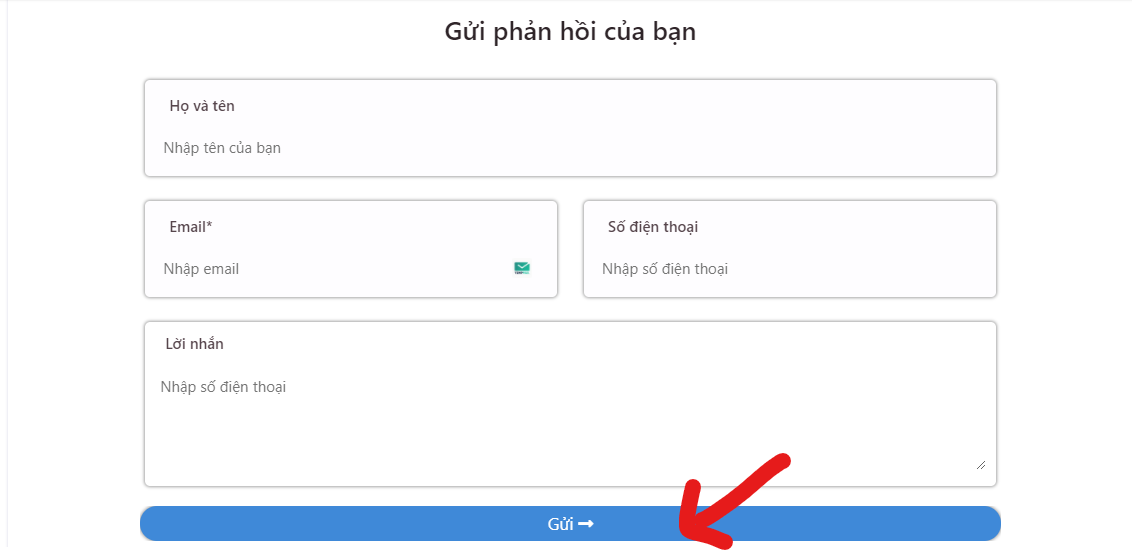 Gửi phản hồi của bạn
Họ và tên
Nhập tên của bạn
Email*
Số điện thoại
Nhập email
Nhập số điện thoại
Lời nhắn
Nhập số điện thoại
Gửi →